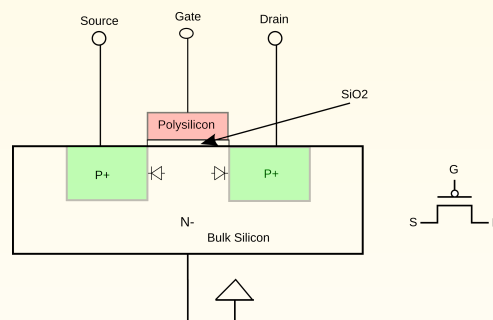 Source
Gate
Drain
SiO2
Polysilicon
P+
P+
N-
Bulk Silicon
G
S